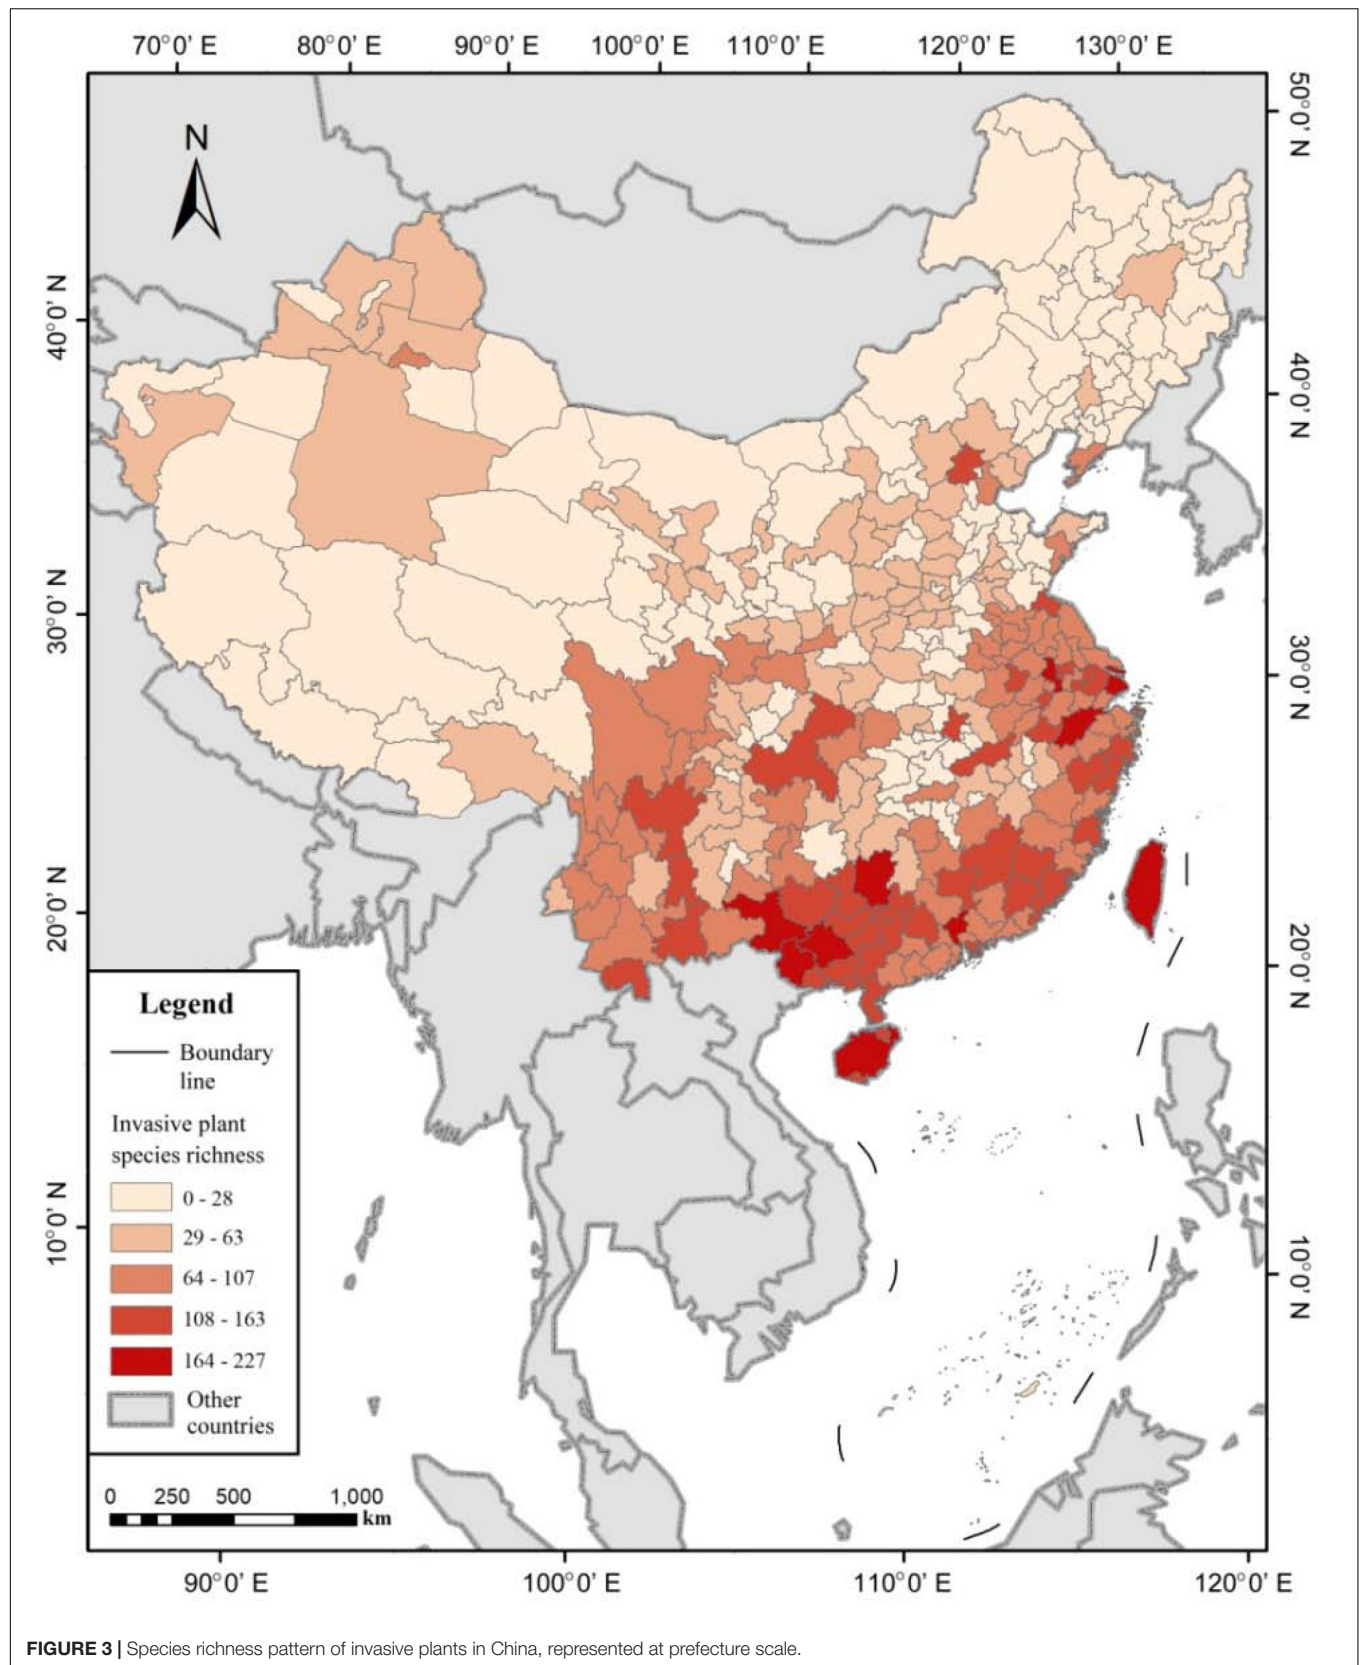 70°0' E 80°0' E 90°0' E 100°0' E 110°0' E 120°0' E 130°0' E
50°0' N
N
40°0' N
40°0' N
30°0' N
30°0' N
20°0' N
20°0' N
Legend
Boundary
line
Invasive plant
species richness
0 - 28
29 - 63
64 - 107
108 - 163
164 - 227
Other
countries
10°0' N
10°0' N
0 250 500 1,000
km
90°0' E 100°0' E 110°0' E 120°0' E
FIGURE 3 | Species richness pattern of invasive plants in China, represented at prefecture scale.